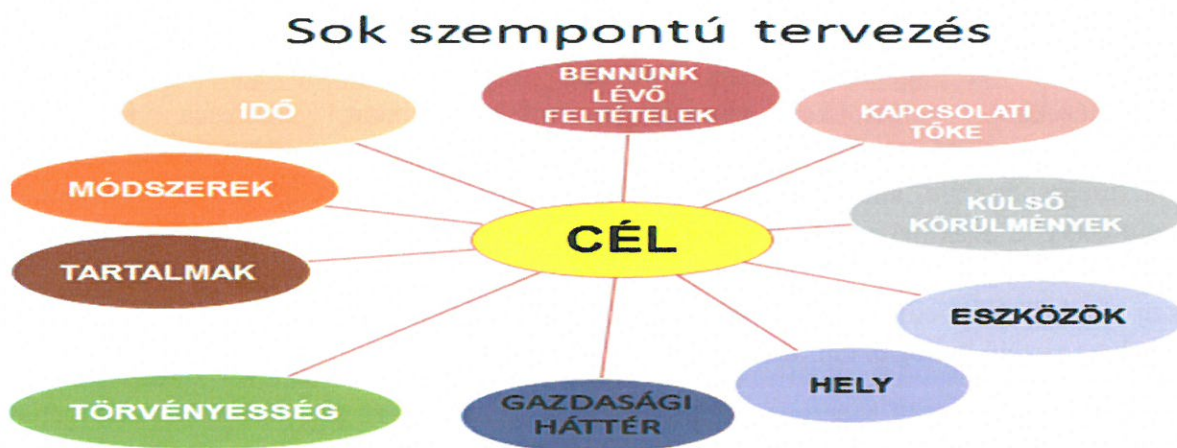 Sok szempontú tervezés
IDŐ
BENNÜNK
LÉVŐ
FELTÉTELEK
KAPCSOLATI
TŐKE
MÓDSZEREK
KÜLSŐ
KÖRÜLMÉNYEK
CÉL
TARTALMAK
ESZKÖZÖK
HELY
TÖRVÉNYESSÉG
GAZDASÁGI
HÁTTÉR